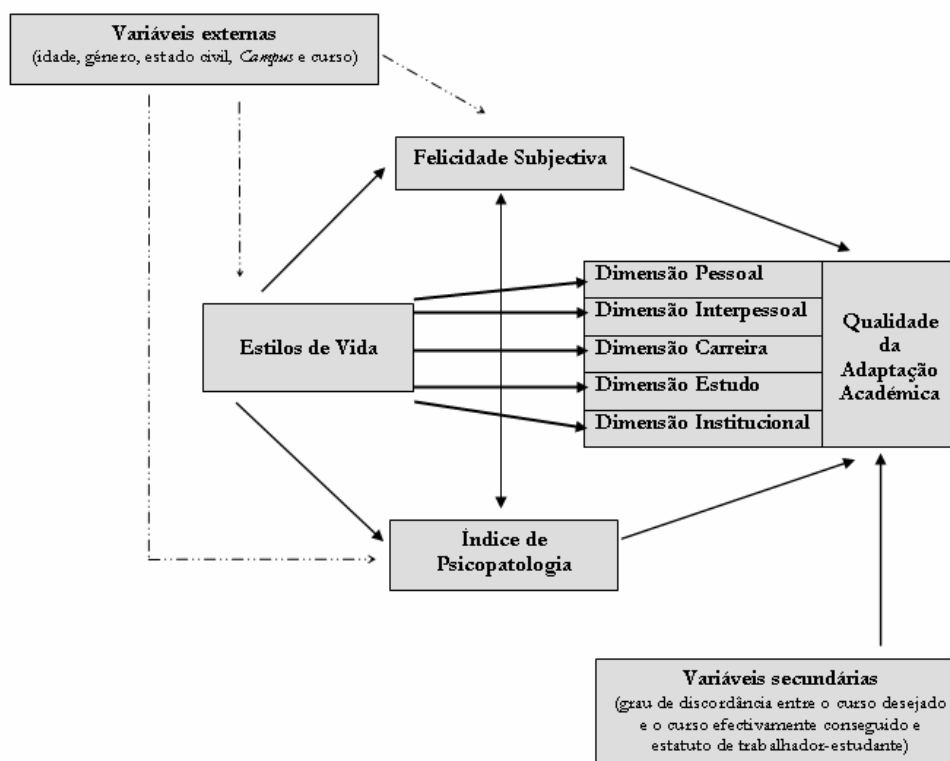 Variáveis externas
(idade, género, estado civil, Campus e curso)
Felicidade Subjectiva
Dimensão Pessoal
Dimensão Interpessoal
Dimensão Carreira
Dimensão Estudo
Dimensão Institucional
Qualidade
da
Adaptação
Académica
Estilos de Vida
Índice de
Psicopatologia
Variáveis secundárias
(grau de discordância entre o curso desejado
e o curso efectivamente conseguido e
estatuto de trabalhador-estudante)